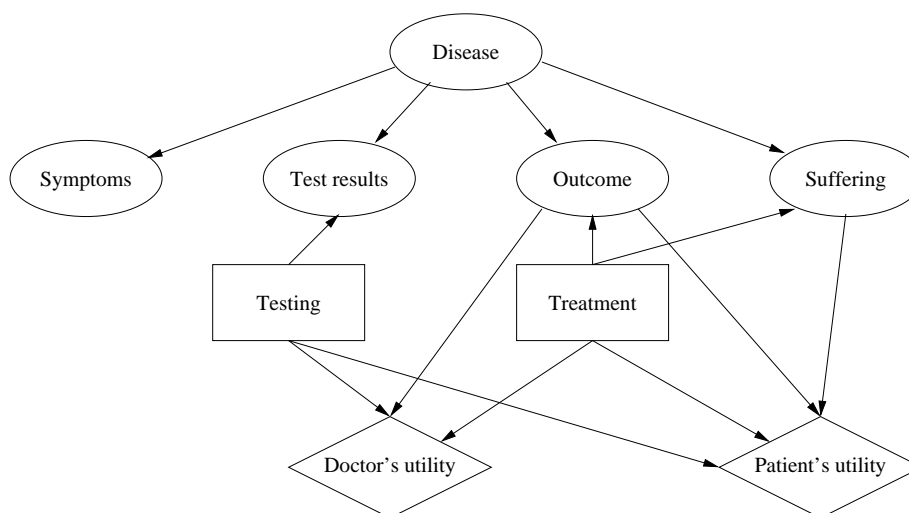 Disease
Symptoms
Test results
Outcome
Suffering
Testing
Treatment
Doctor's utility
Patient's utility